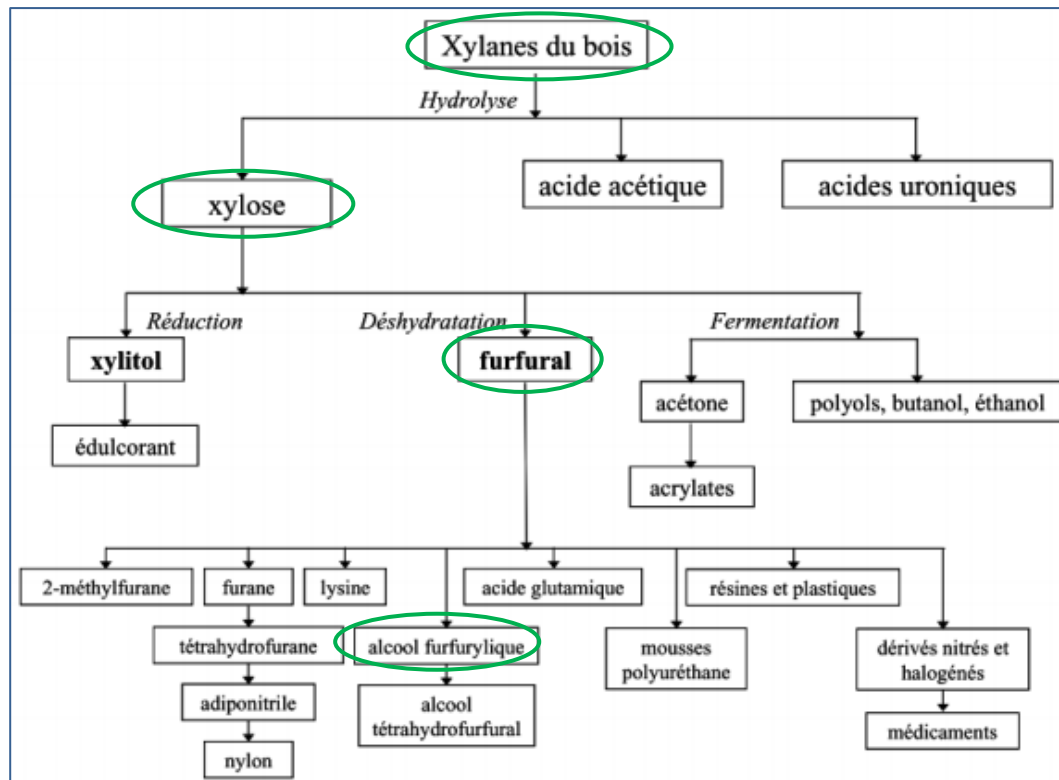 Xylanes du bois
Hydrolyse
acide acétique
acides uroniques
xylose
Réduction
Déshydratation
Fermentation
xylitol
furfural
acétone
polyols, butanol, éthanol
édulcorant
acrylates
2-méthylfurane
furane
lysine
acide glutamique
résines et plastiques
tétrahydrofurane
alcool furfurylique
mousses
polyuréthane
dérivés nitrés et
halogénés
adiponitrile
alcool
tétrahydrofurfural
médicaments
nylon